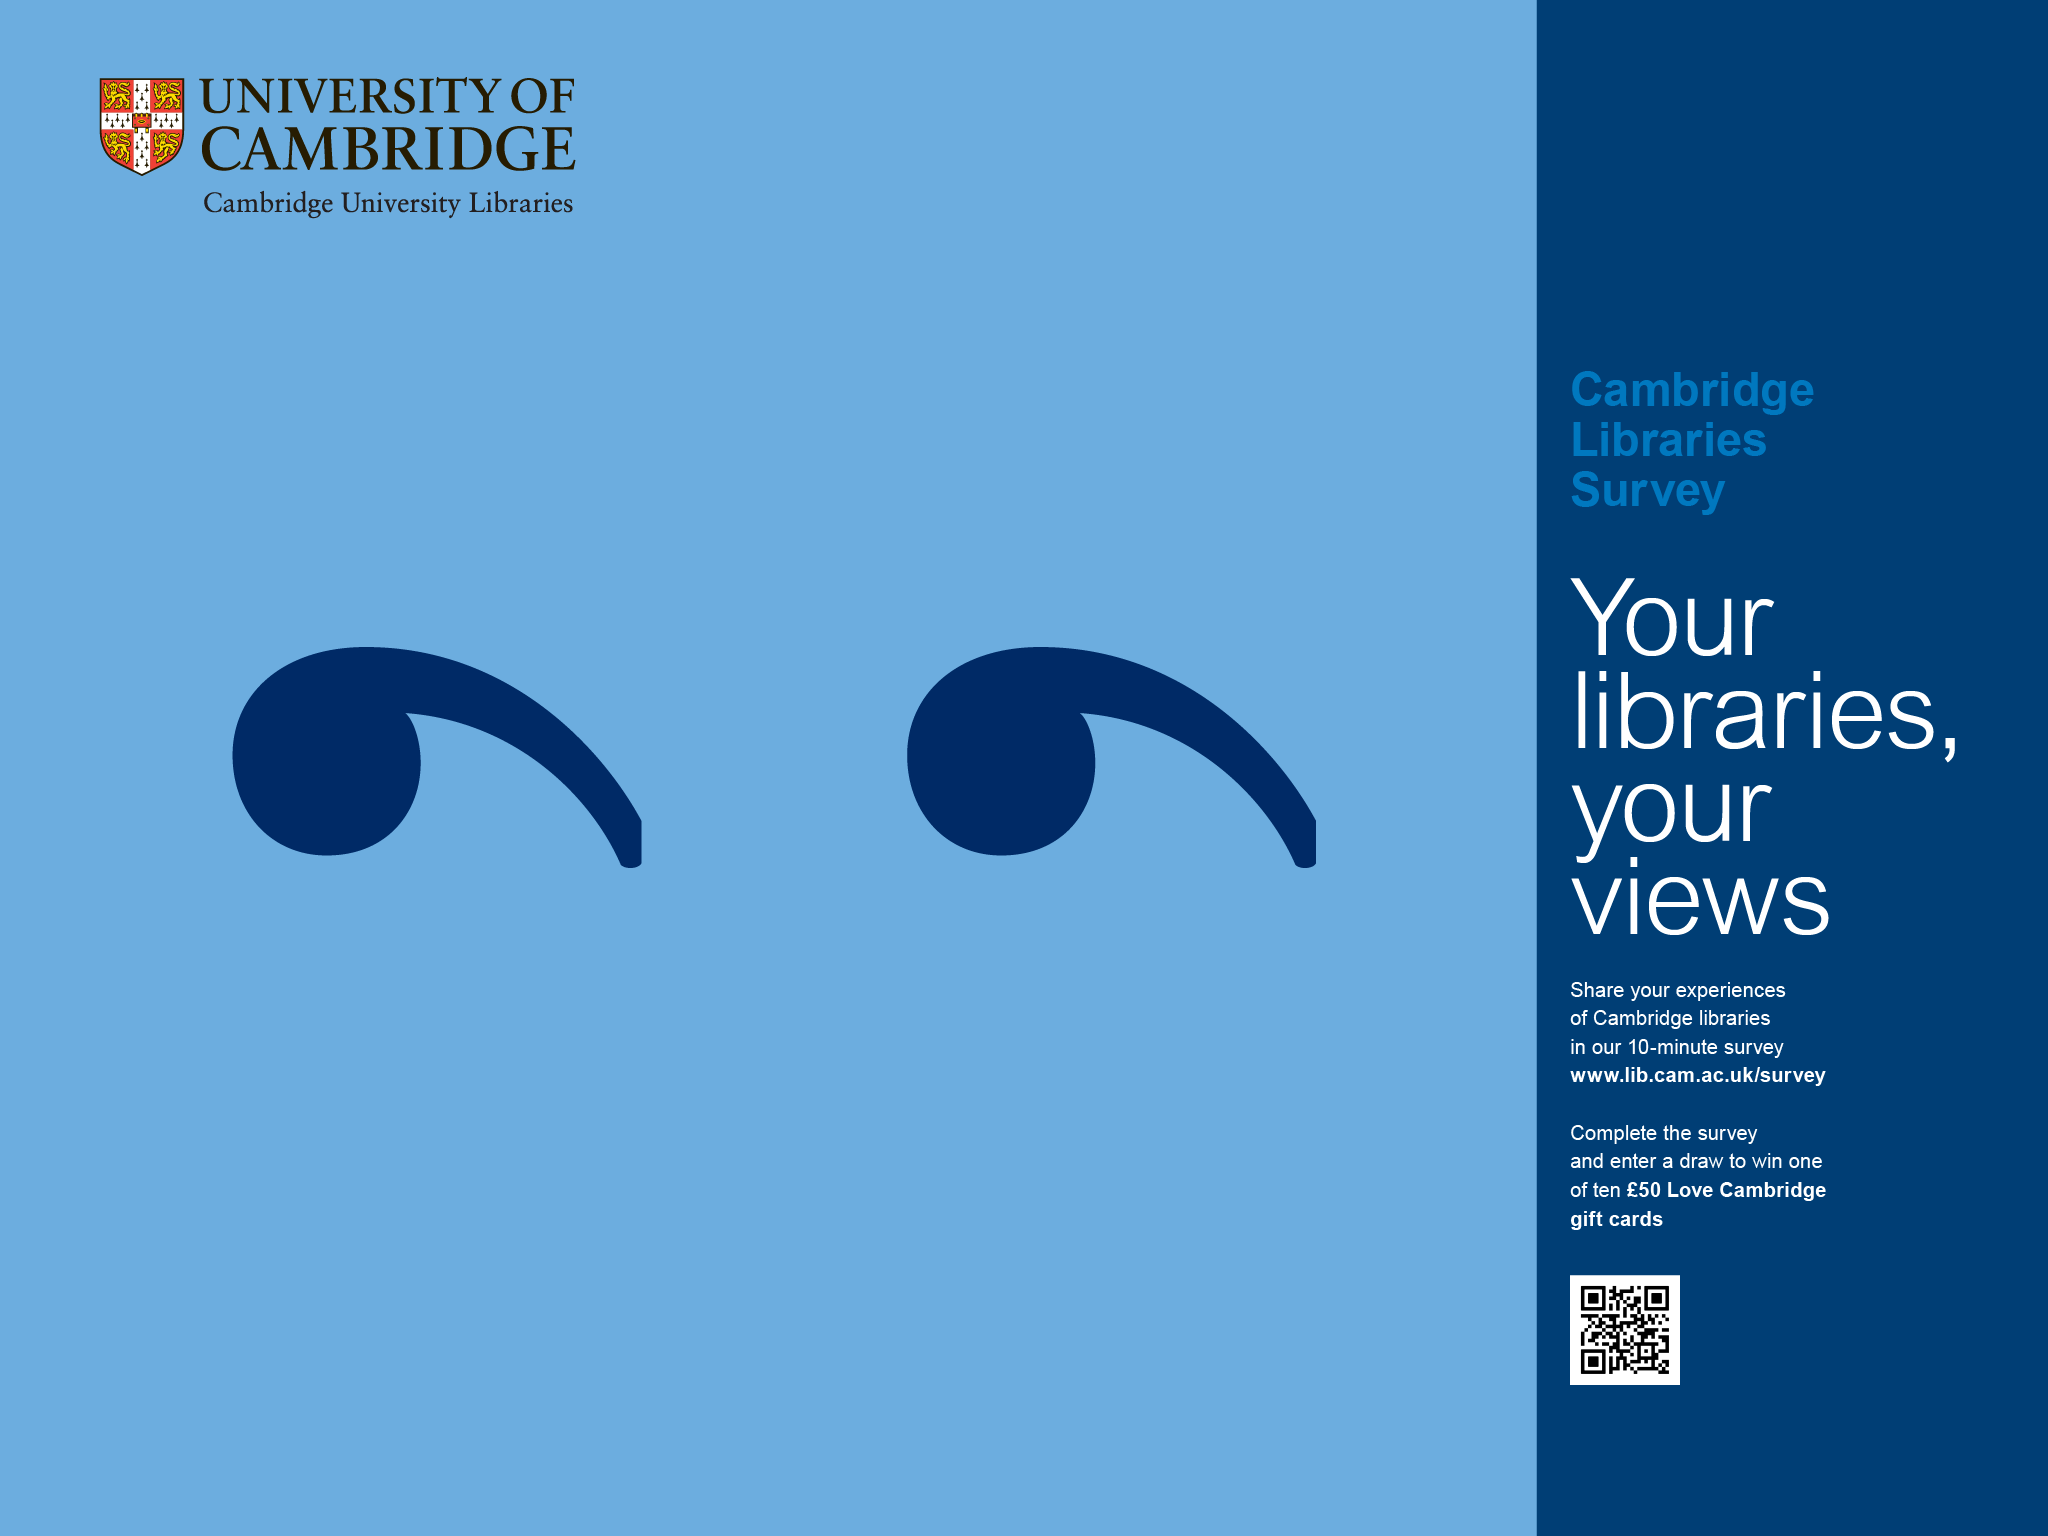 UNIVERSITY OF
CAMBRIDGE
Cambridge University Libraries
Cambridge
Libraries
Survey
Your
libraries,
your
views
Share your experiences
of Cambridge libraries
in our 10-minute survey
www.lib.cam.ac.uk/survey
Complete the survey
and enter a draw to win one
of ten £50 Love Cambridge
gift cards